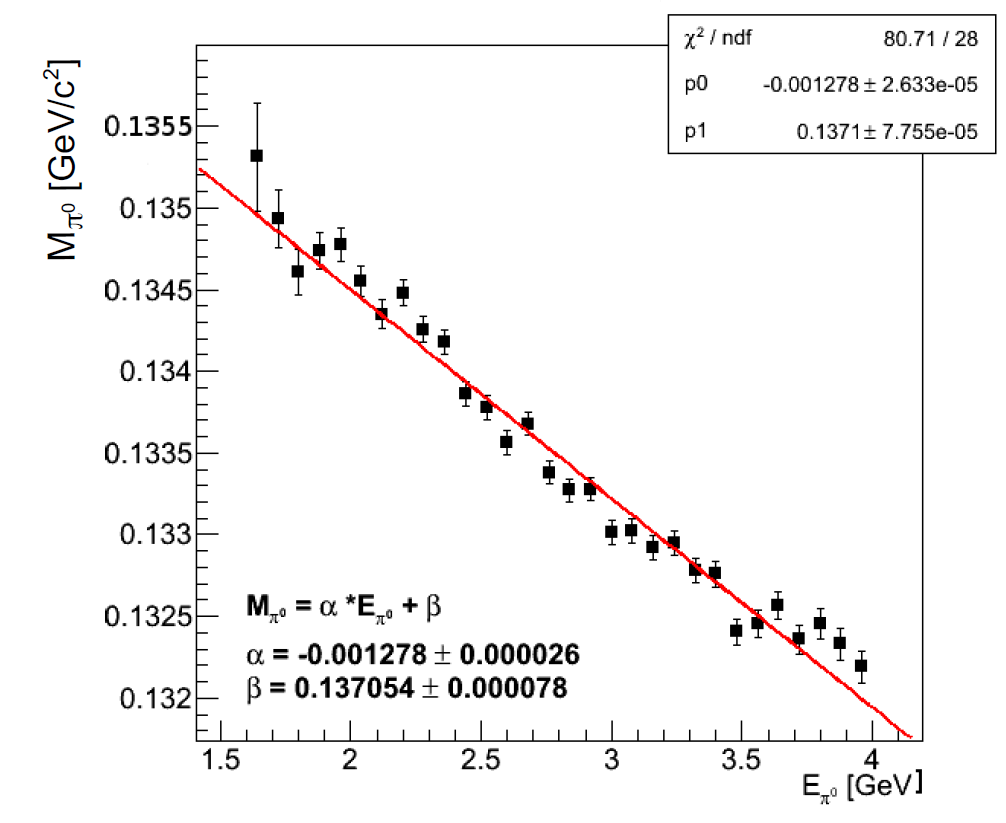 χ² / ndf 80.71 / 28
p0 -0.001278 ± 2.633e-05
p1 0.1371 ± 7.755e-05
M_π⁰ [GeV/c²]
0.1355
0.135
0.1345
0.134
0.1335
0.133
0.1325
0.132
M_π⁰ = α *E_π⁰ + β
α = -0.001278 ± 0.000026
β = 0.137054 ± 0.000078
1.5 2 2.5 3 3.5 4
E_π⁰ [GeV]